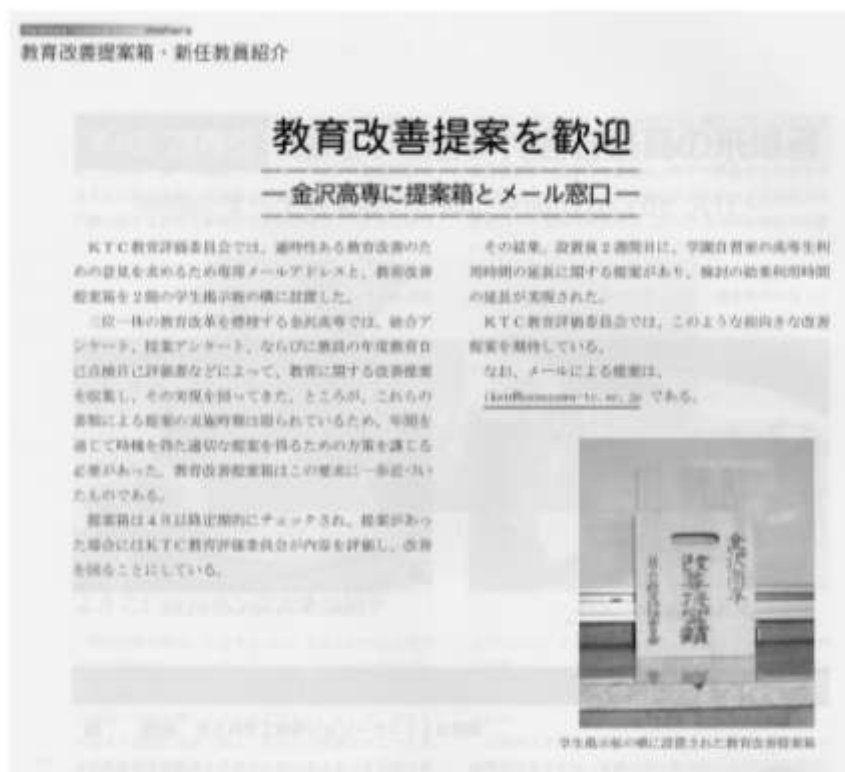 教育改善提案箱・新任教員紹介
教育改善提案を歓迎
―金沢高専に提案箱とメール窓口―
KTC教育評価委員会では、適時性ある教育改善のた
めの意見を求めるため専用メールアドレスと、教育改善
提案箱を2階の学生掲示板の横に設置した。
三位一体の教育改革を標榜する金沢高専では、統合ア
ンケート、授業アンケート、ならびに教員の年度教育自
己点検自己評価書などによって、教育に関する改善提案
を収集し、その実現を図ってきた。ところが、これらの
書類による提案の実施時期は限られているため、年間を
通じて時機を得た適切な提案を得るための方策を講じる
必要があった。教育改善提案箱はこの要求に一歩近づい
たものである。
提案箱は4月以降定期的にチェックされ、提案があっ
た場合にはKTC教育評価委員会が内容を評価し、改善
を図ることにしている。
その結果、設置後2週間目に、学園自習室の高専生利
用時間の延長に関する提案があり、検討の結果利用時間
の延長が実現された。
KTC教育評価委員会では、このような前向きな改善
提案を期待している。
なお、メールによる提案は、
である。
学生掲示板の横に設置された教育改善提案箱